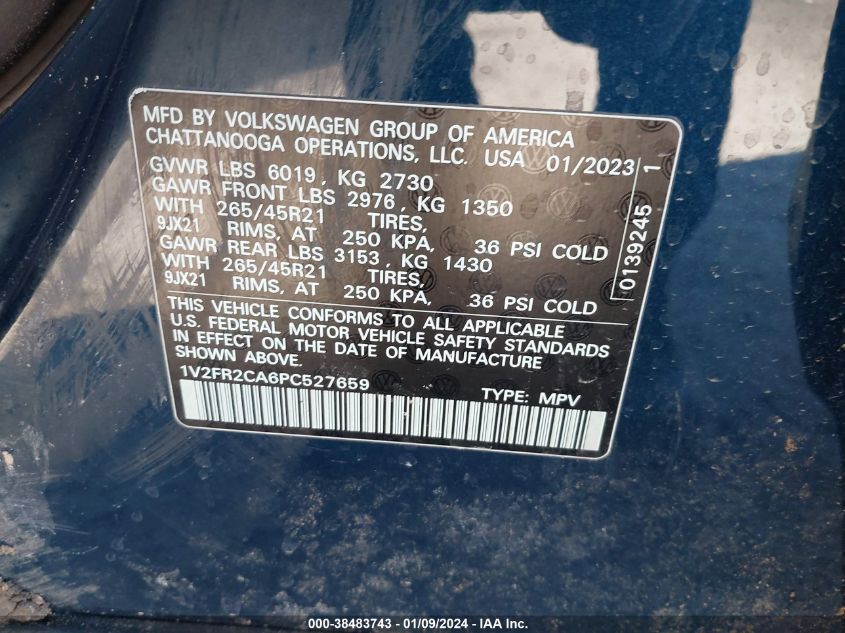 MFD BY VOLKSWAGEN GROUP OF AMERICA
CHATTANOOGA OPERATIONS, LLC. USA 01/2023 1
GVWR LBS 6019, KG 2730
GAWR FRONT LBS 2976, KG 1350
WITH 265/45R21 TIRES,
9JX21 RIMS, AT 250 KPA, 36 PSI COLD
GAWR REAR LBS 3153, KG 1430
WITH 265/45R21 TIRES,
9JX21 RIMS, AT 250 KPA, 36 PSI COLD
0139245
THIS VEHICLE CONFORMS TO ALL APPLICABLE
U.S. FEDERAL MOTOR VEHICLE SAFETY STANDARDS
IN EFFECT ON THE DATE OF MANUFACTURE
SHOWN ABOVE.
1V2FR2CA6PC527659 TYPE: MPV
000-38483743 - 01/09/2024 - IAA Inc.